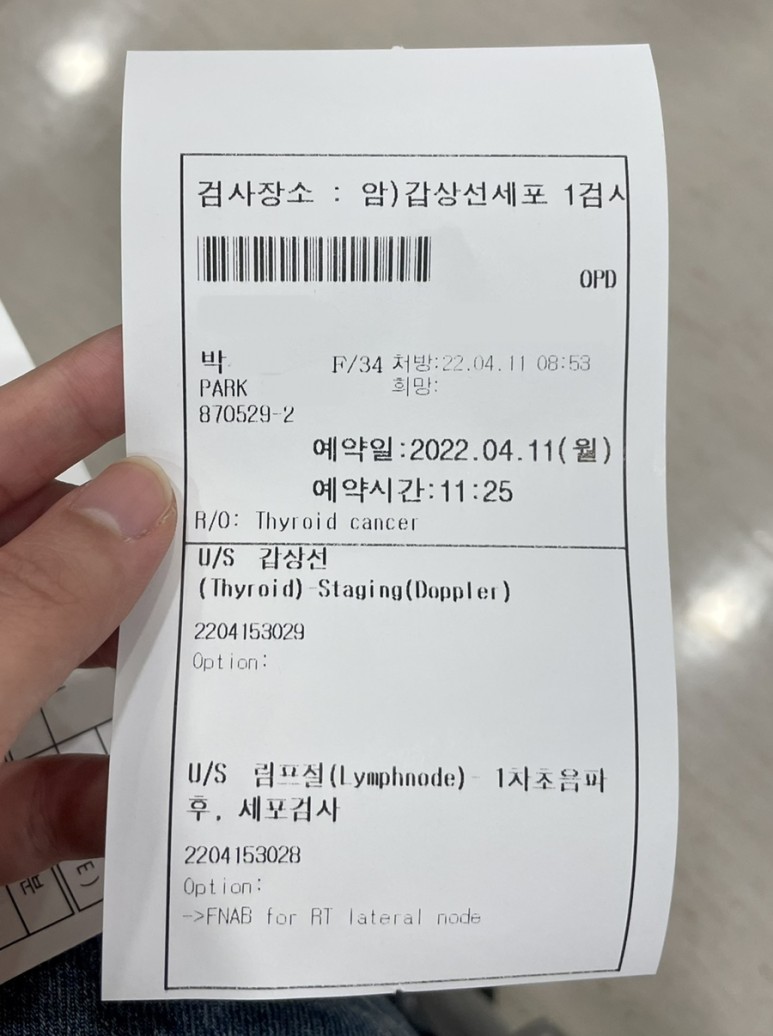 검사장소 : 암)갑상선세포 1검사
OPD
박
F/34 처방:22.04.11 08:53
PARK
희망:
870529-2
예약일:2022.04.11(월)
예약시간:11:25
R/O: Thyroid cancer
U/S 갑상선
(Thyroid)-Staging(Doppler)
2204153029
Option:
U/S 림프절(Lymphnode)- 1차초음파
후, 세포검사
2204153028
Option:
->FNAB for RT lateral node